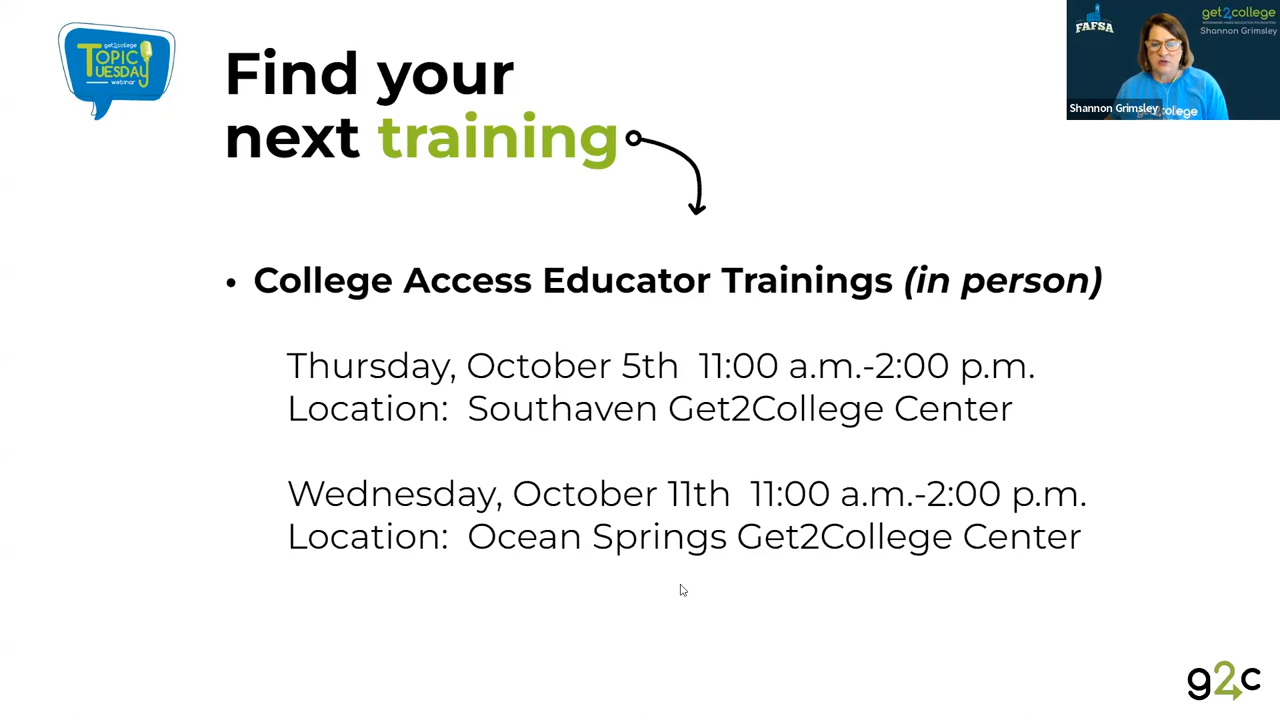 get2college
TOPIC
TUESDAY
webinar
Find your
next training
• College Access Educator Trainings (in person)
Thursday, October 5th 11:00 a.m.-2:00 p.m.
Location: Southaven Get2College Center
Wednesday, October 11th 11:00 a.m.-2:00 p.m.
Location: Ocean Springs Get2College Center
FAFSA
get2college
Shannon Grimsley
Shannon Grimsley
college
g2c